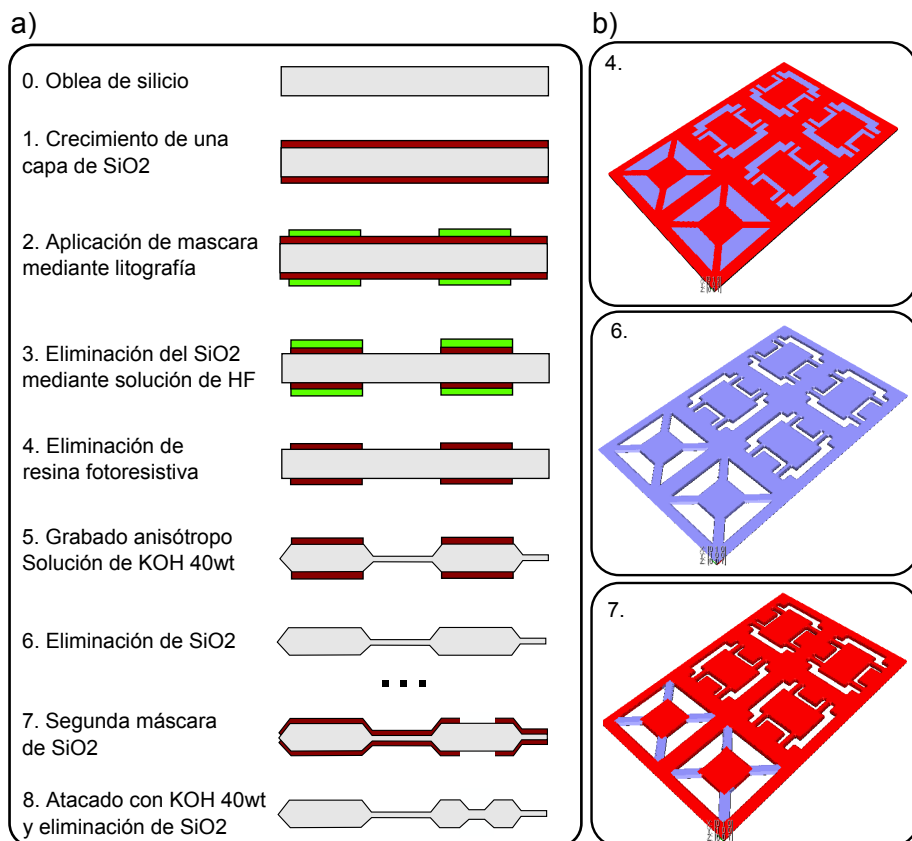 a)
0. Oblea de silicio
1. Crecimiento de una
capa de SiO2
2. Aplicación de mascara
mediante litografía
3. Eliminación del SiO2
mediante solución de HF
4. Eliminación de
resina fotoresistiva
5. Grabado anisótropo
Solución de KOH 40wt
6. Eliminación de SiO2
7. Segunda máscara
de SiO2
8. Atacado con KOH 40wt
y eliminación de SiO2
b)
4.
6.
7.